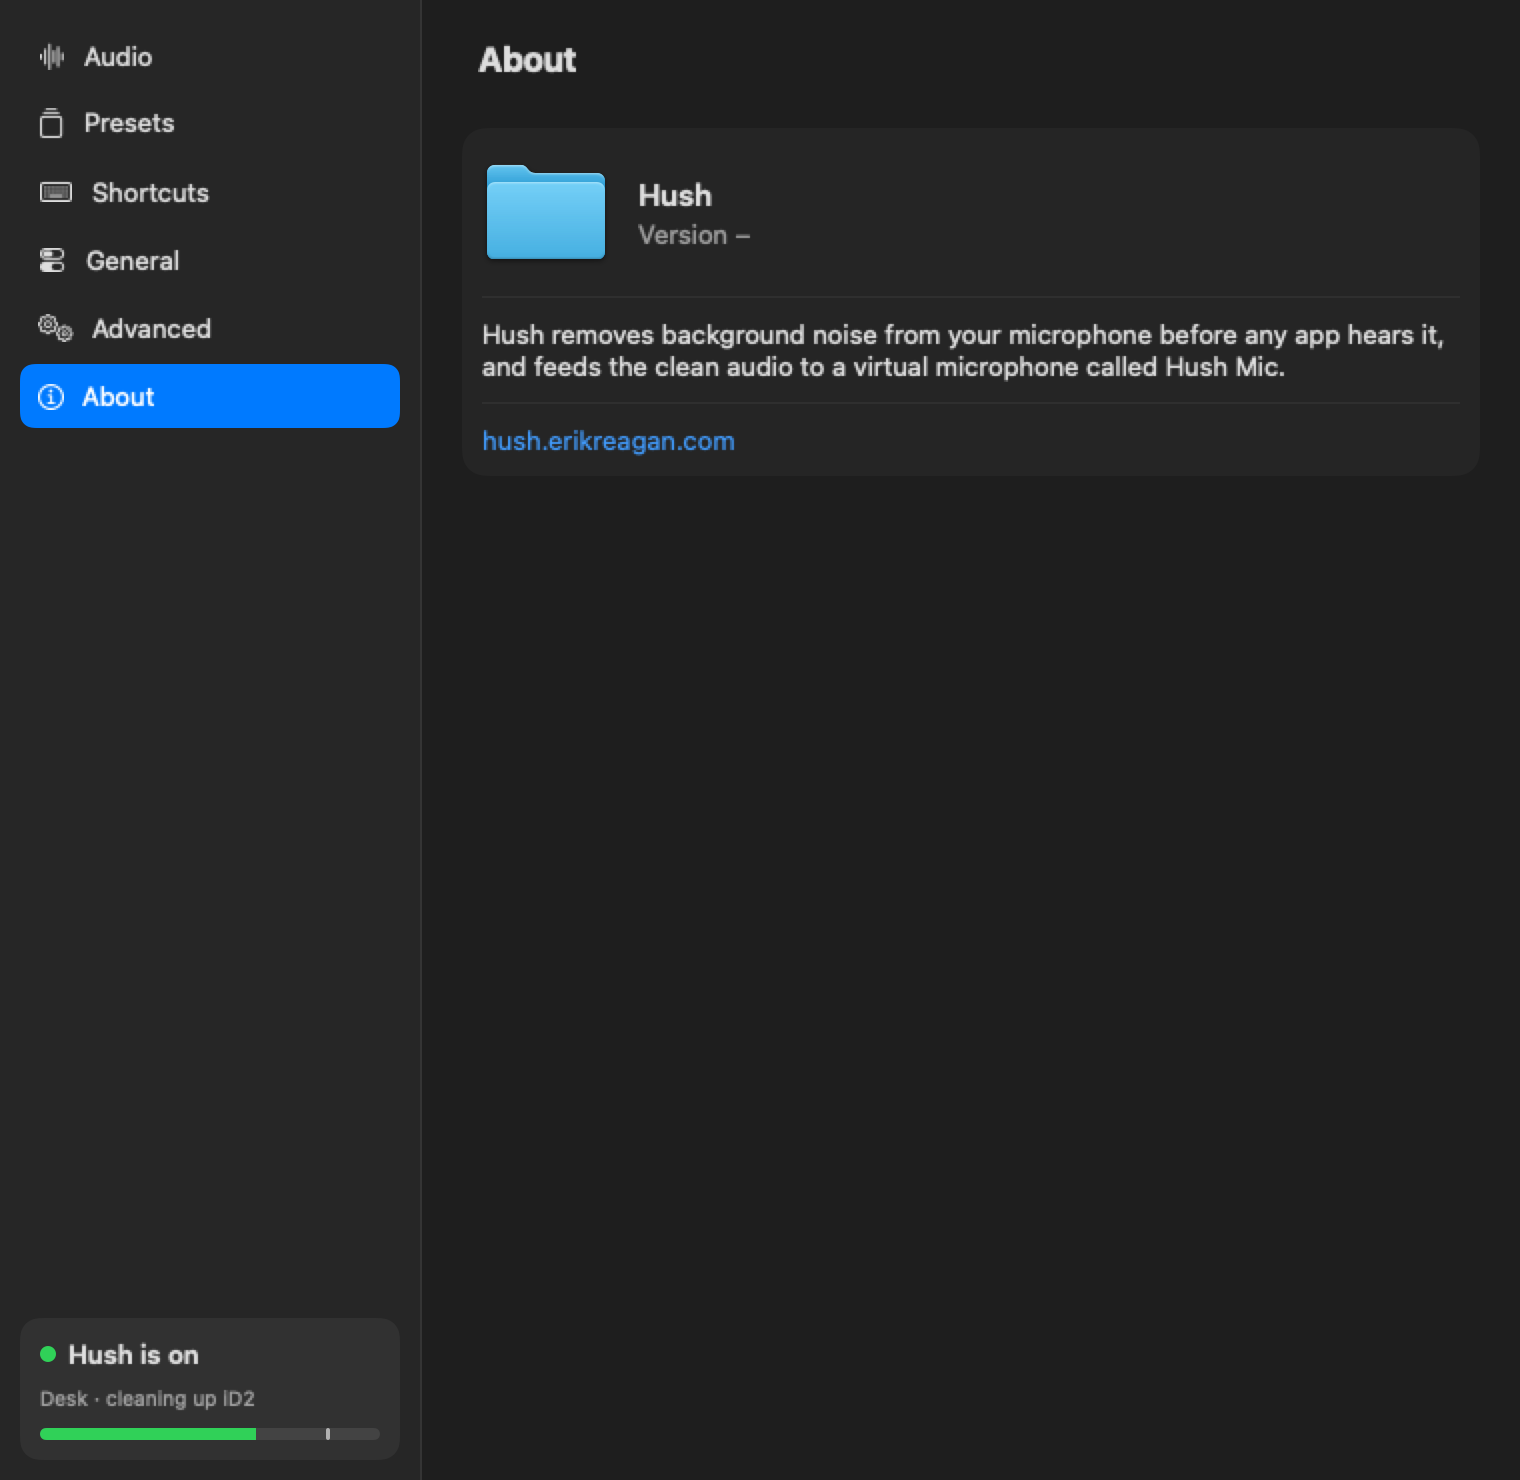 Audio
Presets
Shortcuts
General
Advanced
About
Hush is on
Desk · cleaning up iD2
About
Hush
Version –
Hush removes background noise from your microphone before any app hears it,
and feeds the clean audio to a virtual microphone called Hush Mic.
hush.erikreagan.com